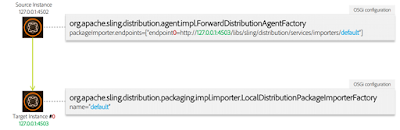 Source Instance
127.0.0.1:4502
OSGi configuration
org.apache.sling.distribution.agent.impl.ForwardDistributionAgentFactory
packageImporter.endpoints=["endpoint0=http://127.0.0.1:4503/libs/sling/distribution/services/importers/default"]
OSGi configuration
org.apache.sling.distribution.packaging.impl.importer.LocalDistributionPackageImporterFactory
name="default"
Target Instance #0
127.0.0.1:4503